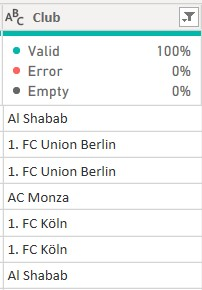 ABC Club
Valid 100%
Error 0%
Empty 0%
Al Shabab
1. FC Union Berlin
1. FC Union Berlin
AC Monza
1. FC Köln
1. FC Köln
Al Shabab